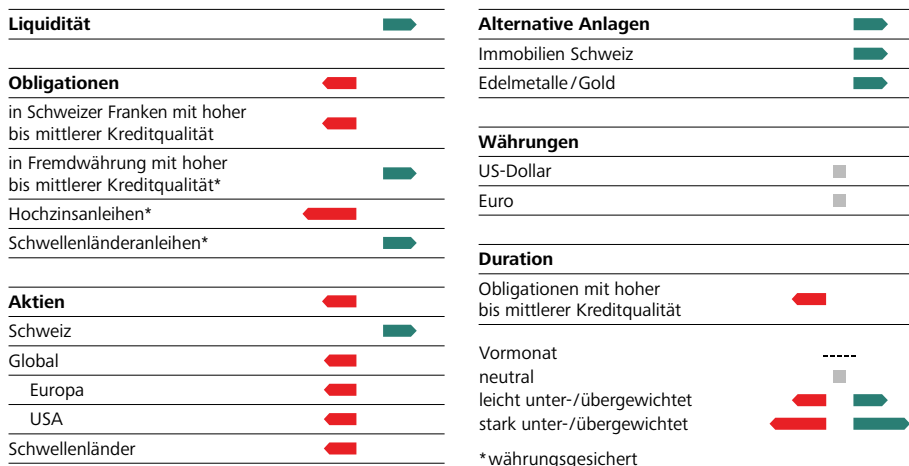 Liquidität
Obligationen
in Schweizer Franken mit hoher
bis mittlerer Kreditqualität
in Fremdwährung mit hoher
bis mittlerer Kreditqualität*
Hochzinsanleihen*
Schwellenländeranleihen*
Aktien
Schweiz
Global
Europa
USA
Schwellenländer
Alternative Anlagen
Immobilien Schweiz
Edelmetalle/Gold
Währungen
US-Dollar
Euro
Duration
Obligationen mit hoher
bis mittlerer Kreditqualität
Vormonat
neutral
leicht unter-/übergewichtet
stark unter-/übergewichtet
*währungsgesichert